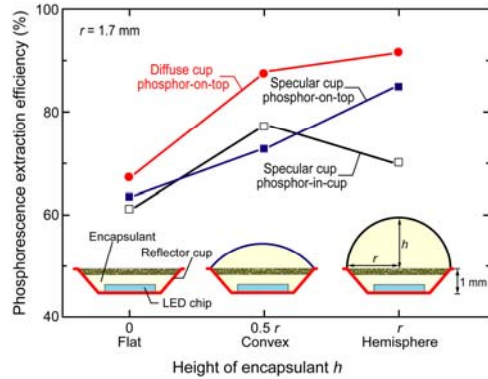 Phosphorescence extraction efficiency (%)
100
80
60
40
r = 1.7 mm
Diffuse cup
phosphor-on-top
Specular cup
phosphor-on-top
Specular cup
phosphor-in-cup
Encapsulant
Reflector cup
LED chip
h
r
1 mm
0
Flat
0.5 r
Convex
r
Hemisphere
Height of encapsulant h